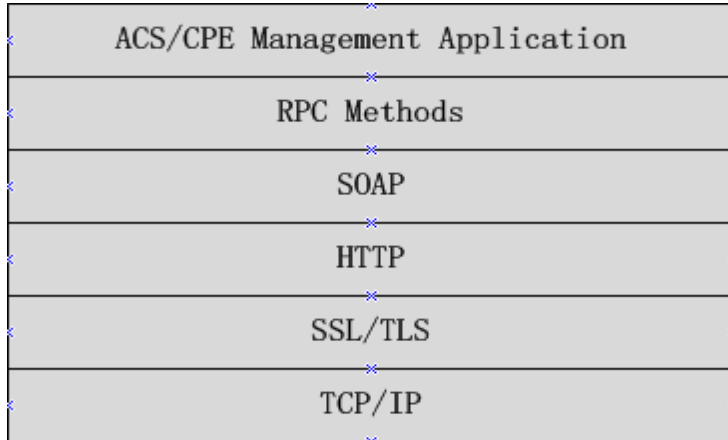 ACS/CPE Management Application
RPC Methods
SOAP
HTTP
SSL/TLS
TCP/IP